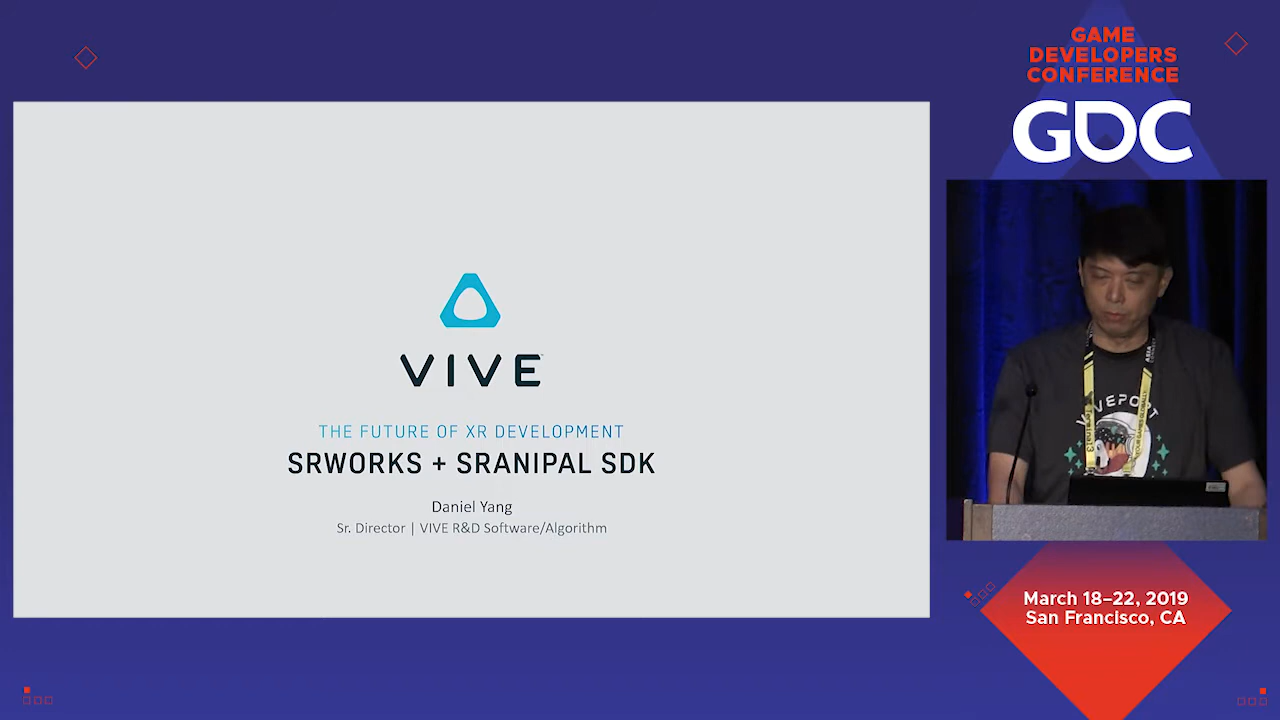 GAME
DEVELOPERS
CONFERENCE
GDC
VIVE
THE FUTURE OF XR DEVELOPMENT
SRWORKS + SRANIPAL SDK
Daniel Yang
Sr. Director | VIVE R&D Software/Algorithm
VIVEPORT
March 18–22, 2019
San Francisco, CA